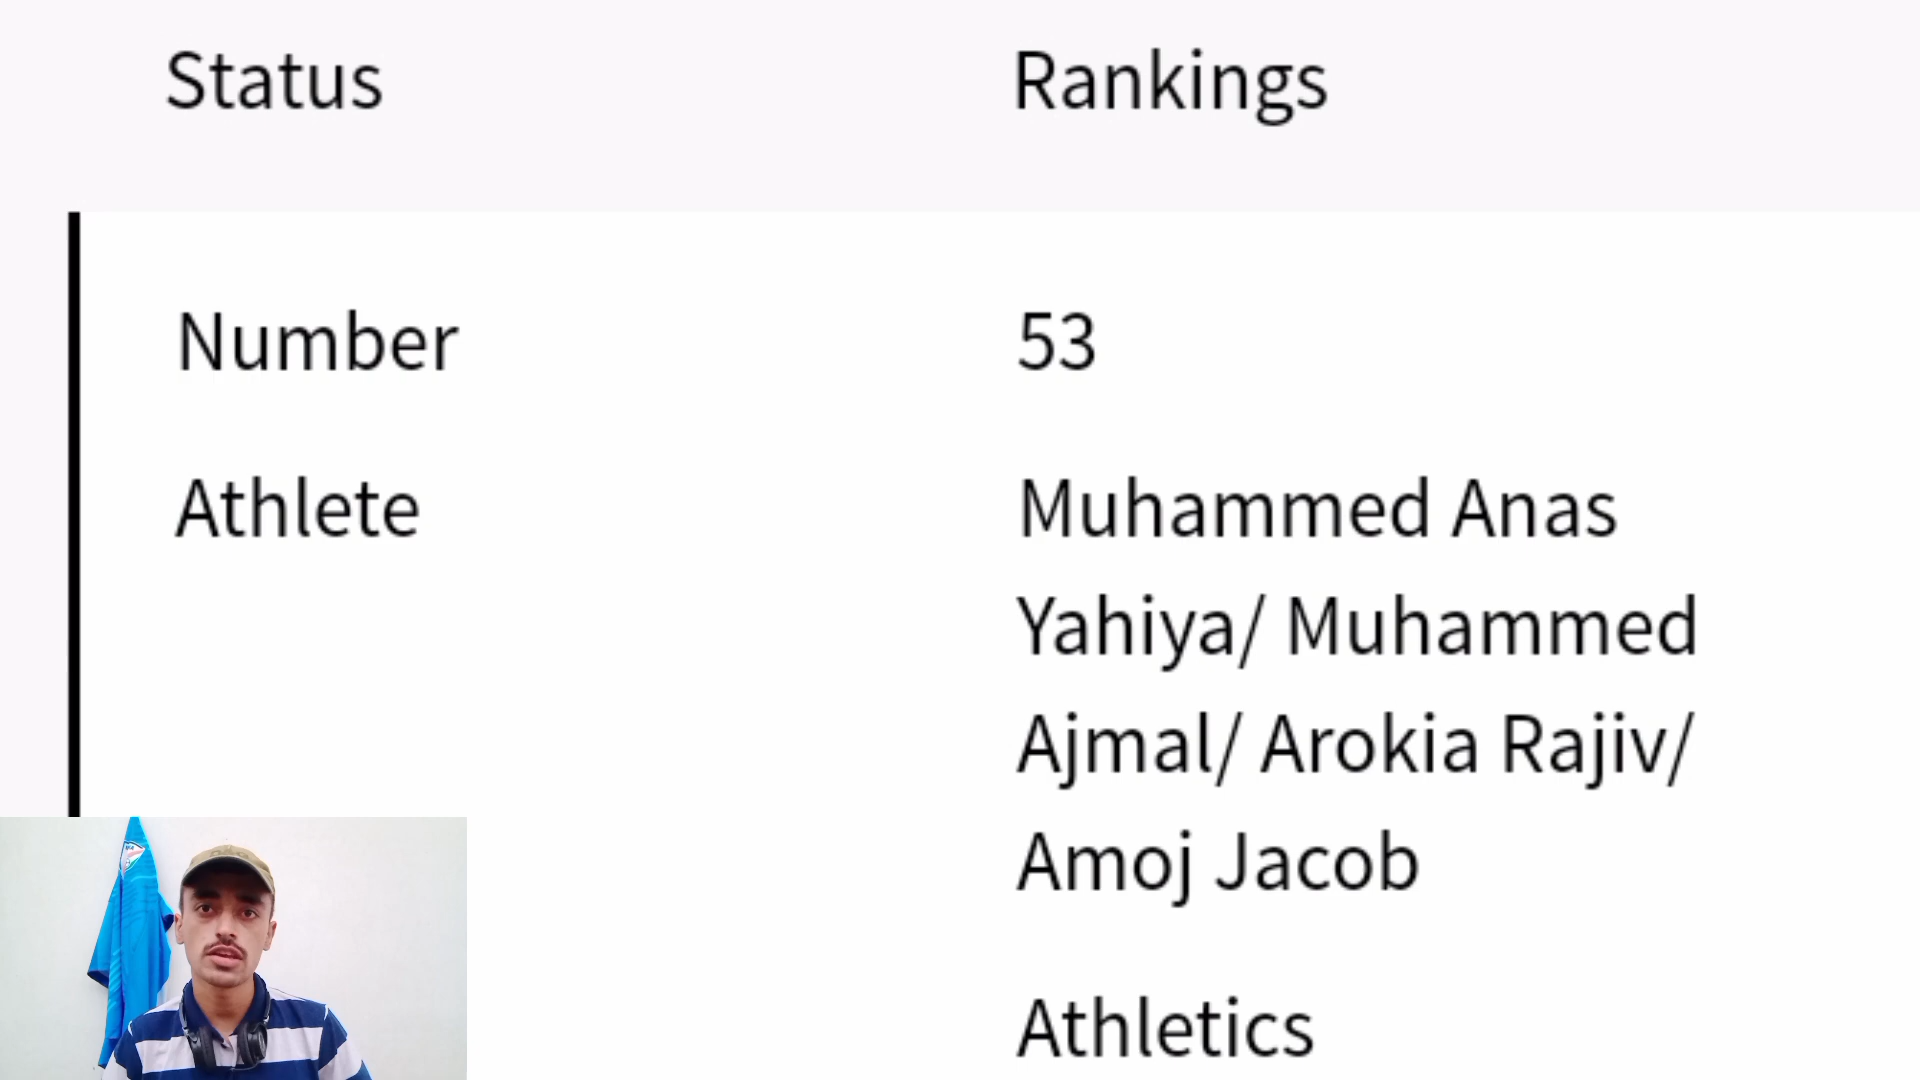 Status Rankings
Number 53
Athlete Muhammed Anas
Yahiya/ Muhammed
Ajmal/ Arokia Rajiv/
Amoj Jacob
Athletics